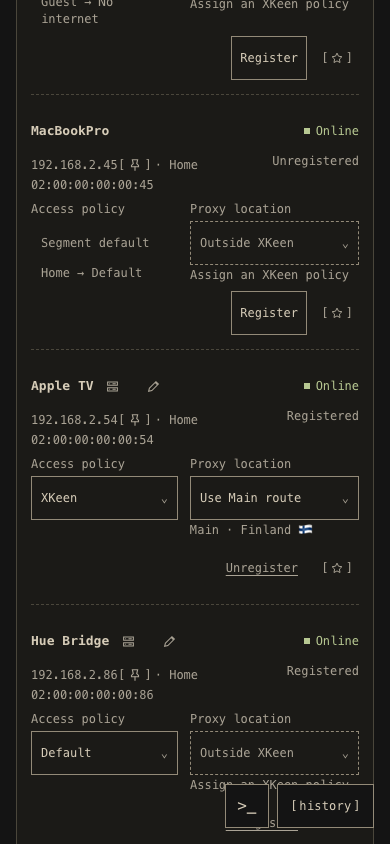 Guest → No
internet
Assign an XKeen policy
Register [☆]
MacBookPro
Online
192.168.2.45[ ]· Home
Unregistered
02:00:00:00:00:45
Access policy
Proxy location
Segment default
Outside XKeen
Home → Default
Assign an XKeen policy
Register [☆]
Apple TV
Online
192.168.2.54[ ]· Home
Registered
02:00:00:00:00:54
Access policy
Proxy location
XKeen
Use Main route
Main · Finland 🇫🇮
Unregister [☆]
Hue Bridge
Online
192.168.2.86[ ]· Home
Registered
02:00:00:00:00:86
Access policy
Proxy location
Default
Outside XKeen
Assign an XKeen policy
>_ [history]